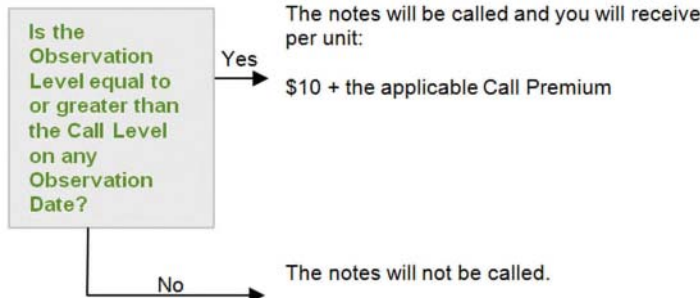 Is the
Observation
Level equal to
or greater than
the Call Level
on any
Observation
Date?
Yes
The notes will be called and you will receive
per unit:
$10 + the applicable Call Premium
No
The notes will not be called.